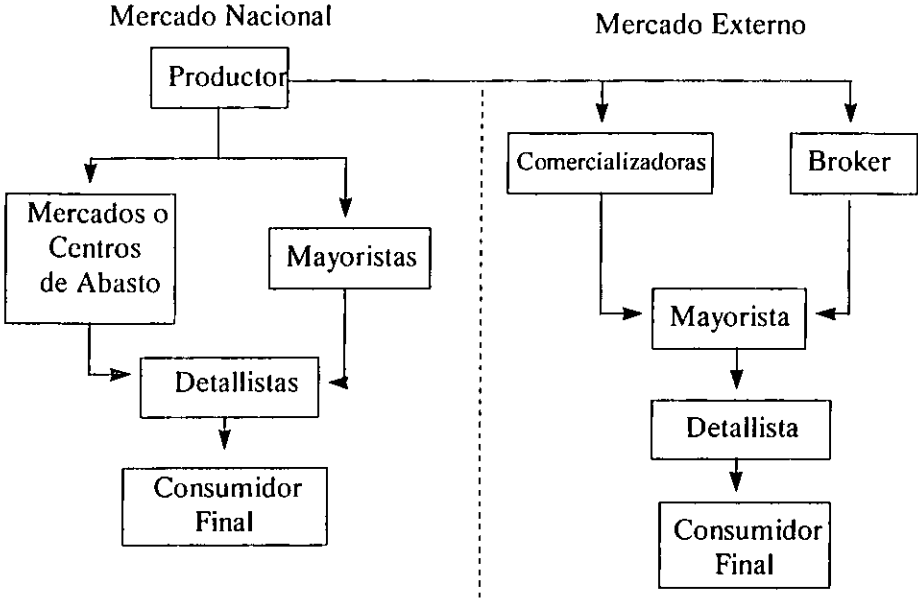 Mercado Nacional
Productor
Mercados o
Centros
de Abasto
Mayoristas
Detallistas
Consumidor
Final
Mercado Externo
Comercializadoras
Broker
Mayorista
Detallista
Consumidor
Final